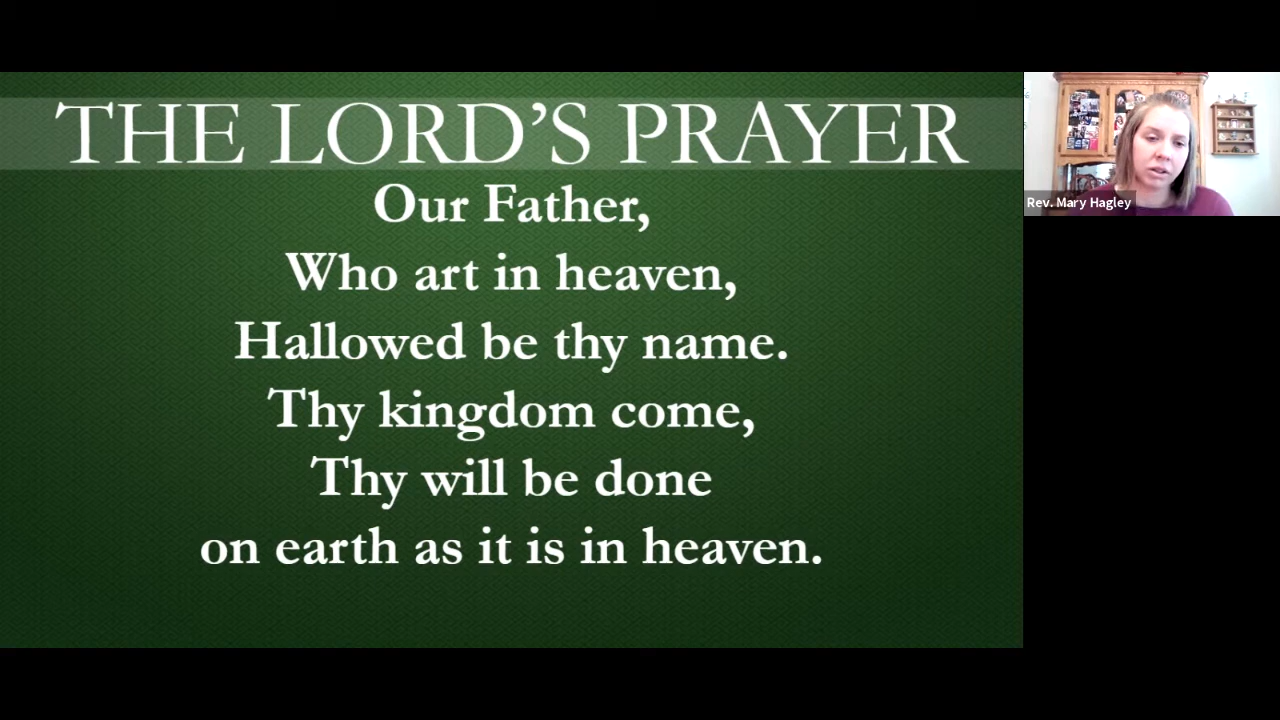 THE LORD'S PRAYER
Our Father,
Who art in heaven,
Hallowed be thy name.
Thy kingdom come,
Thy will be done
on earth as it is in heaven.
Rev. Mary Hagley